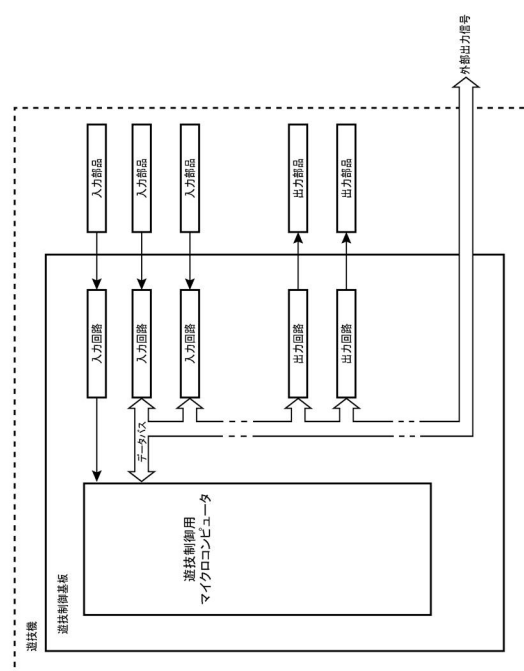 遊技機
遊技制御基板
遊技制御用
マイクロコンピュータ
データバス
入力回路
入力回路
入力回路
出力回路
出力回路
入力部品
入力部品
入力部品
出力部品
出力部品
外部出力信号